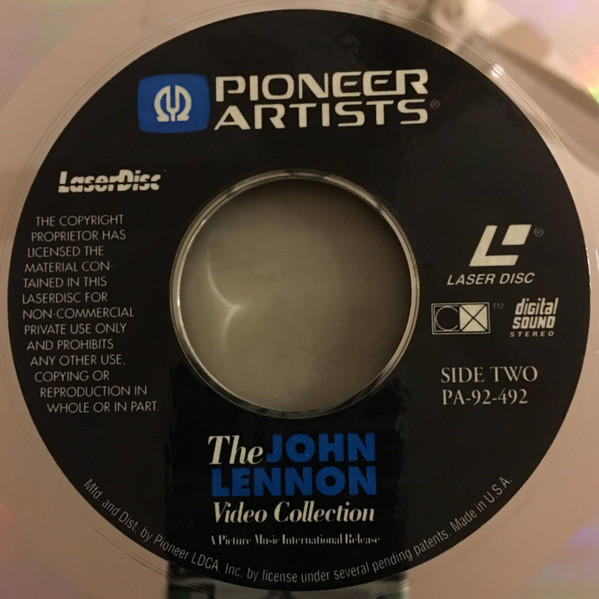 PIONEER
ARTISTS®
LaserDisc
THE COPYRIGHT
PROPRIETOR HAS
LICENSED THE
MATERIAL CON-
TAINED IN THIS
LASERDISC FOR
NON-COMMERCIAL
PRIVATE USE ONLY
AND PROHIBITS
ANY OTHER USE,
COPYING OR
REPRODUCTION IN
WHOLE OR IN PART.
®
LASER DISC
CX TM
digital
SOUND
STEREO
SIDE TWO
PA-92-492
The JOHN
LENNON
Video Collection
A Picture Music International Release
Mfd. and Dist. by Pioneer LDCA, Inc. by license under several pending patents. Made in U.S.A.